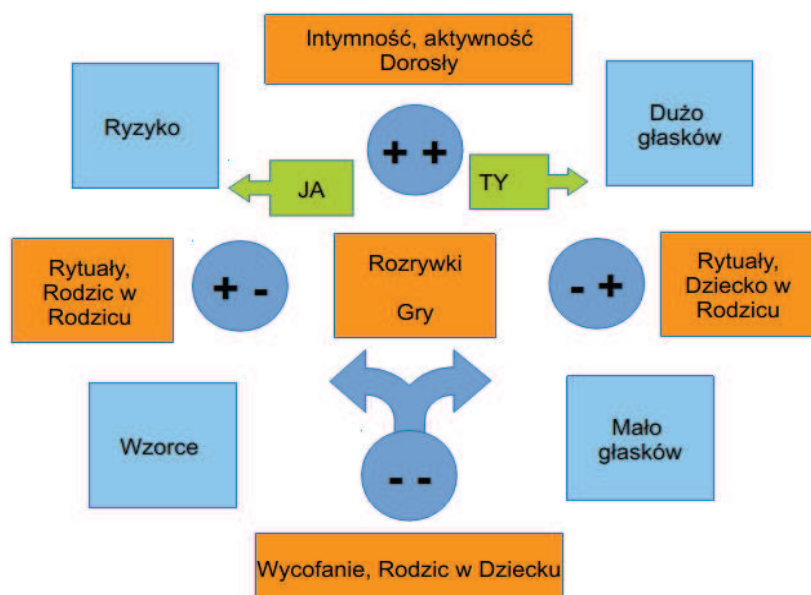 Intymność, aktywność
Dorosły
Ryzyko
+ +
Dużo
głasków
JA
TY
Rytuały,
Rodzic w
Rodzicu
+ -
Rozrywki
Gry
- +
Rytuały,
Dziecko w
Rodzicu
Wzorce
- -
Mało
głasków
Wycofanie, Rodzic w Dziecku